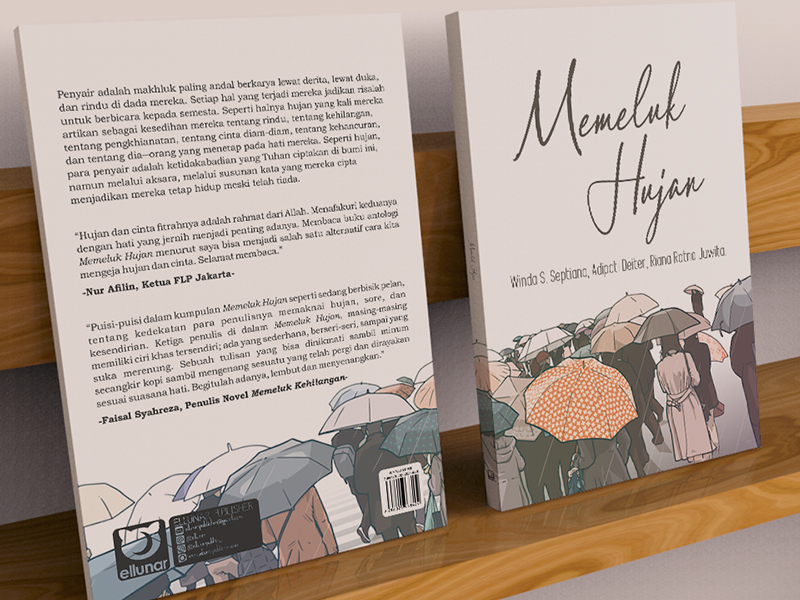 Penyair adalah makhluk paling andal berkarya lewat derita, lewat duka,
dan rindu di dada mereka. Setiap hal yang terjadi mereka jadikan risalah
untuk berbicara kepada semesta. Seperti halnya hujan yang kali mereka
artikan sebagai kesedihan mereka tentang rindu, tentang kehilangan,
tentang pengkhianatan, tentang cinta diam-diam, tentang kehancuran,
dan tentang dia—orang yang menetap pada hati mereka. Seperti hujan,
para penyair adalah ketidakabadian yang Tuhan ciptakan di bumi ini,
namun melalui aksara, melalui susunan kata yang mereka cipta
menjadikan mereka tetap hidup meski telah tiada.
“Hujan dan cinta fitrahnya adalah rahmat dari Allah. Menafakuri keduanya
dengan hati yang jernih menjadi penting adanya. Membaca buku antologi
Memeluk Hujan menurut saya bisa menjadi salah satu alternatif cara kita
mengeja hujan dan cinta. Selamat membaca.”
-Nur Afilin, Ketua FLP Jakarta-
“Puisi-puisi dalam kumpulan Memeluk Hujan seperti sedang berbisik pelan,
tentang kedekatan para penulisnya memaknai hujan, sore, dan
kesendirian. Ketiga penulis di dalam Memeluk Hujan, masing-masing
memiliki ciri khas tersendiri; ada yang sederhana, berseri-seri, sampai yang
suka merenung. Sebuah tulisan yang bisa dinikmati sambil minum
secangkir kopi sambil mengenang sesuatu yang telah pergi dan dirayakan
sesuai suasana hati. Begitulah adanya, lembut dan menyenangkan.”
-Faisal Syahreza, Penulis Novel Memeluk Kehilangan-
ellunar
ELLUNAR PUBLISHER
Memeluk
Hujan
Winda S. Septiana, Adipati Deiter, Riana Ratna Juwita.
Memeluk Hujan